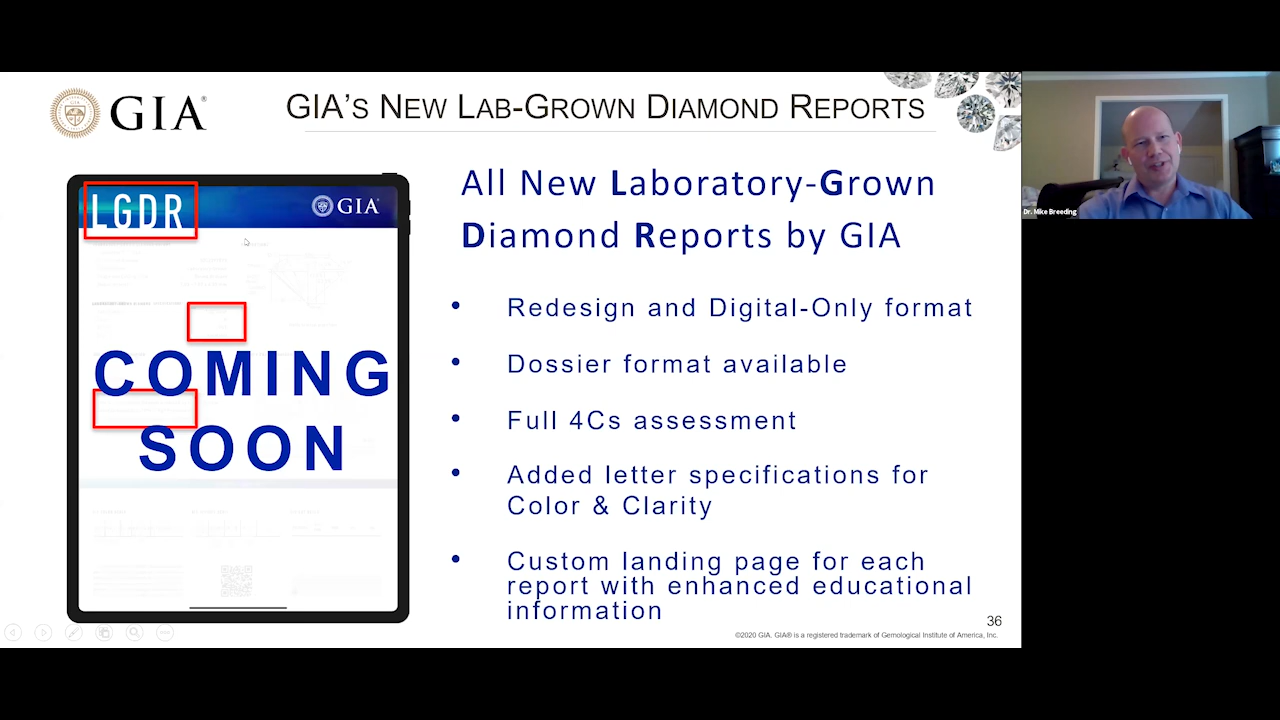 GIA®
GIA'S NEW LAB-GROWN DIAMOND REPORTS
LGDR
GIA
COMING
SOON
All New Laboratory-Grown
Diamond Reports by GIA
• Redesign and Digital-Only format
• Dossier format available
• Full 4Cs assessment
• Added letter specifications for
Color & Clarity
• Custom landing page for each
report with enhanced educational
information
36
©2020 GIA. GIA® is a registered trademark of Gemological Institute of America, Inc.
Dr. Mike Breeding